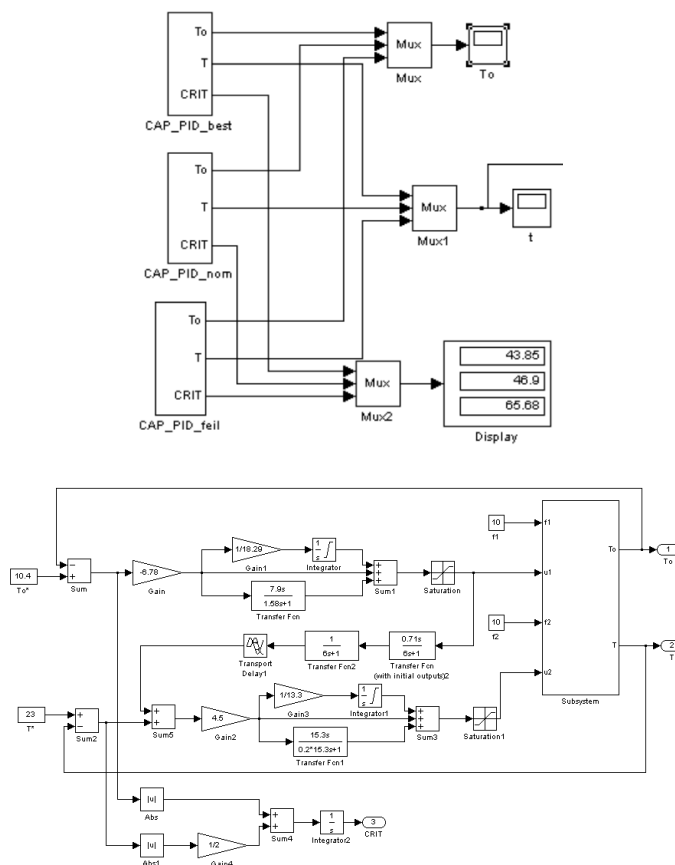 To
T
CRIT
CAP_PID_best
Mux
Mux
To
To
T
CRIT
CAP_PID_nom
Mux
Mux1
t
To
T
CRIT
CAP_PID_feil
Mux
Mux2
43.85
46.9
65.68
Display
10.4
To*
Sum
-6.78
Gain
1/18.29
Gain1
1
s
Integrator
7.9s
1.58s+1
Transfer Fcn
Sum1
Saturation
10
f1
10
f2
f1
u1
f2
u2
To
T
Subsystem
1
To
2
T
Transport
Delay1
1
6s+1
Transfer Fcn2
0.71s
6s+1
Transfer Fcn
(with initial outputs)2
23
T*
Sum2
Sum5
4.5
Gain2
1/13.3
Gain3
1
s
Integrator1
15.3s
0.2*15.3s+1
Transfer Fcn1
Sum3
Saturation1
|u|
Abs
|u|
Abs1
1/2
Gain4
Sum4
1
s
Integrator2
3
CRIT